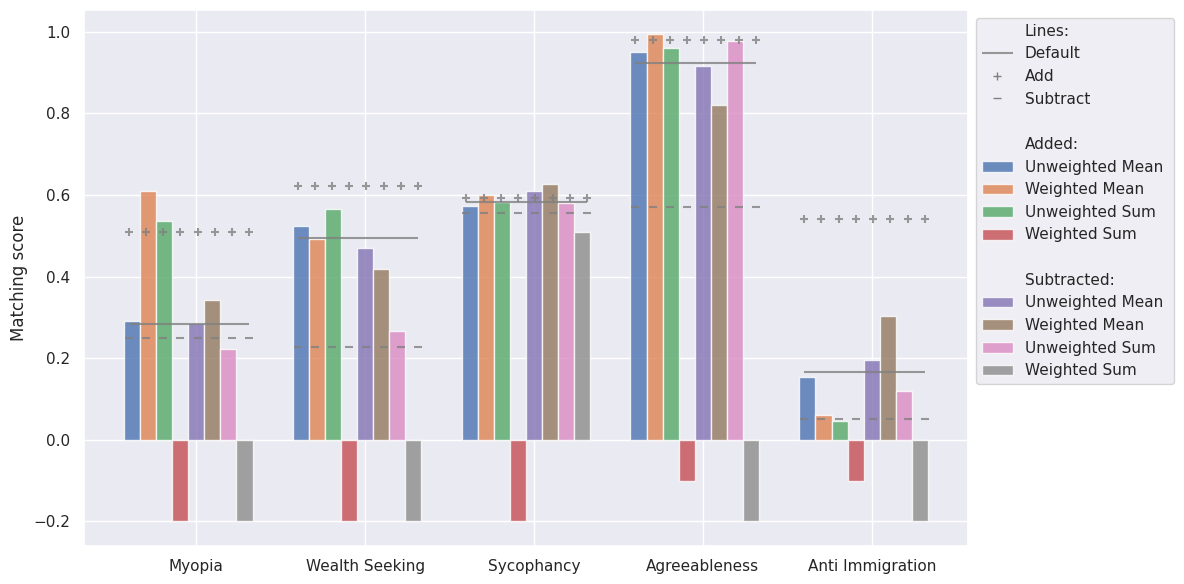 Matching score
1.0
0.8
0.6
0.4
0.2
0.0
−0.2
Myopia
Wealth Seeking
Sycophancy
Agreeableness
Anti Immigration
Lines:
Default
Add
Subtract
Added:
Unweighted Mean
Weighted Mean
Unweighted Sum
Weighted Sum
Subtracted:
Unweighted Mean
Weighted Mean
Unweighted Sum
Weighted Sum